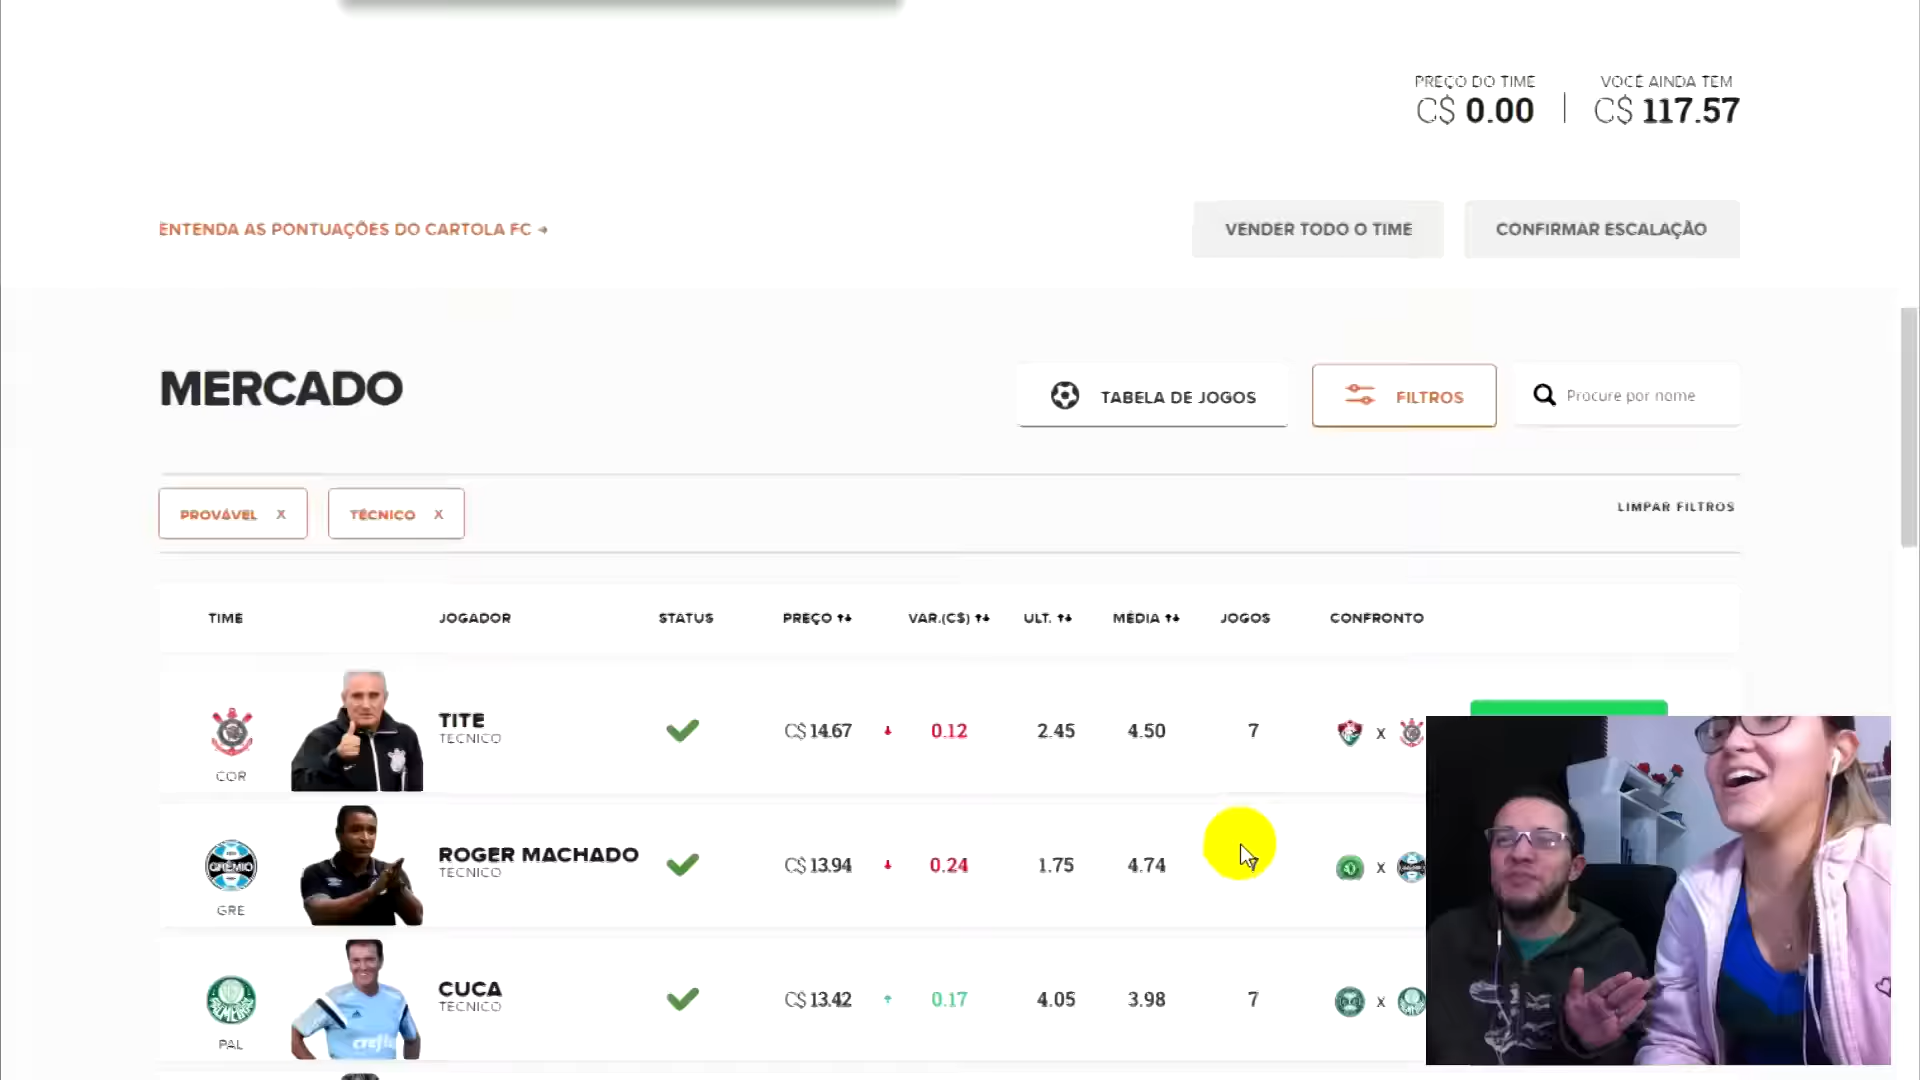 PREÇO DO TIME
C$ 0.00
VOCÊ AINDA TEM
C$ 117.57
ENTENDA AS PONTUAÇÕES DO CARTOLA FC
VENDER TODO O TIME
CONFIRMAR ESCALAÇÃO
MERCADO
TABELA DE JOGOS
FILTROS
Procure por nome
PROVÁVEL X
TÉCNICO X
LIMPAR FILTROS
TIME JOGADOR STATUS PREÇO VAR.(C$) ULT. MÉDIA JOGOS CONFRONTO
TITE
TÉCNICO
COR
C$ 14.67 0.12 2.45 4.50 7 X
ROGER MACHADO
TÉCNICO
GRÊMIO
GRE
C$ 13.94 0.24 1.75 4.74 7 X
CUCA
TÉCNICO
PALMEIRAS
PAL
C$ 13.42 0.17 4.05 3.98 7 X